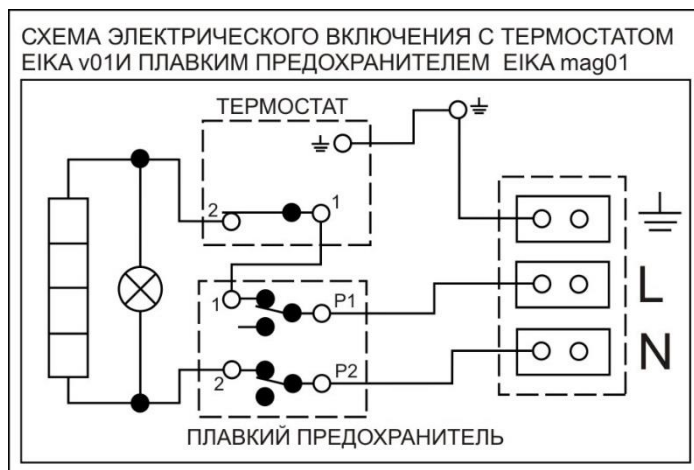 СХЕМА ЭЛЕКТРИЧЕСКОГО ВКЛЮЧЕНИЯ С ТЕРМОСТАТОМ
EIKA v01И ПЛАВКИМ ПРЕДОХРАНИТЕЛЕМ EIKA mag01
ТЕРМОСТАТ
2
1
1
P1
L
2
P2
N
ПЛАВКИЙ ПРЕДОХРАНИТЕЛЬ